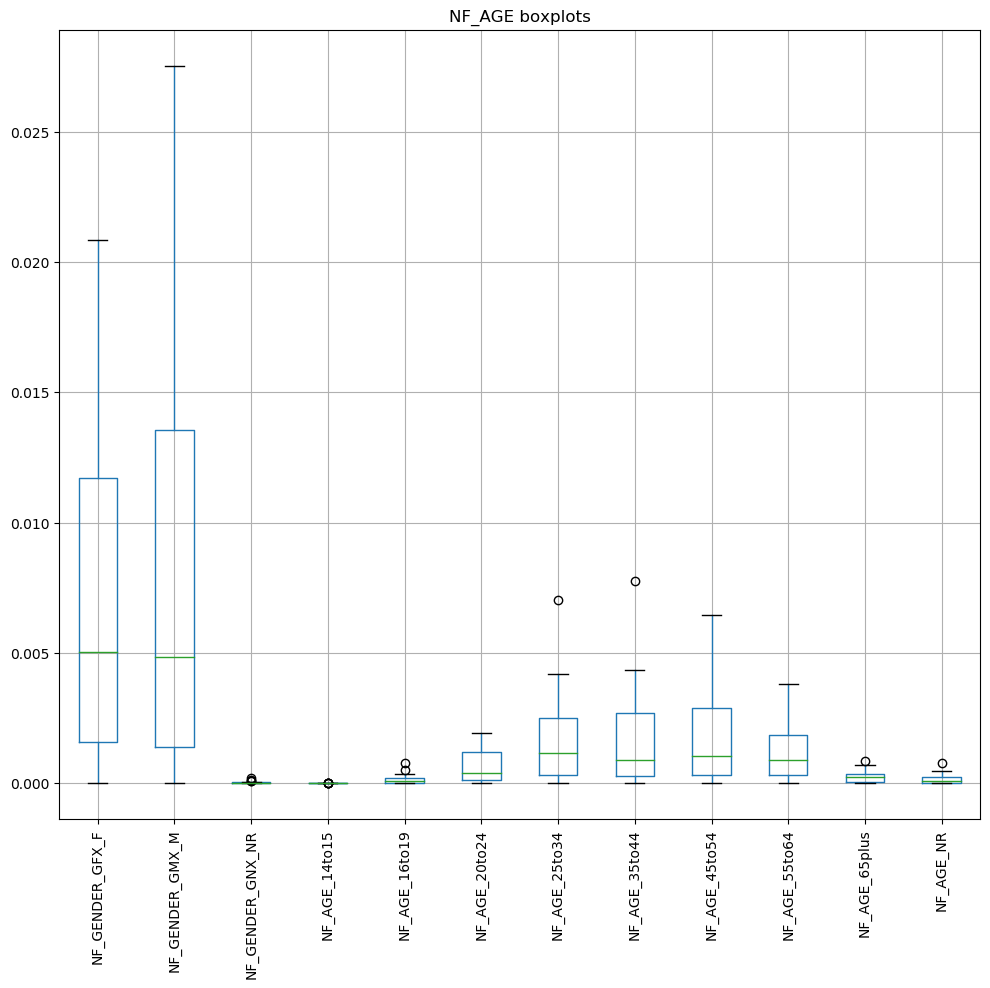 NF_AGE boxplots
0.025
0.020
0.015
0.010
0.005
0.000
NF_GENDER_GFX_F
NF_GENDER_GMX_M
NF_GENDER_GNX_NR
NF_AGE_14to15
NF_AGE_16to19
NF_AGE_20to24
NF_AGE_25to34
NF_AGE_35to44
NF_AGE_45to54
NF_AGE_55to64
NF_AGE_65plus
NF_AGE_NR